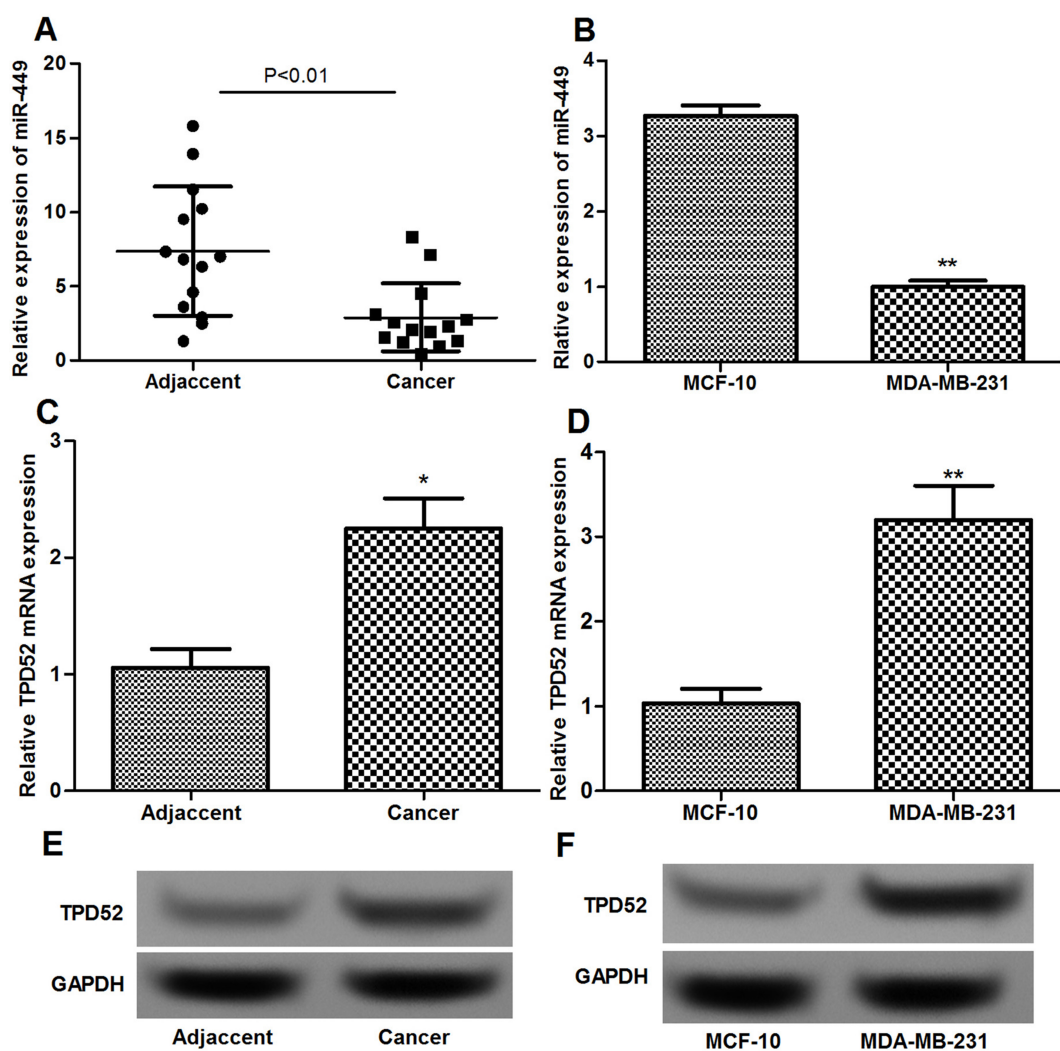 A
Relative expression of miR-449
20
15
10
5
0
P<0.01
Adjaccent
Cancer
B
Rlative expression of miR-449
4
3
2
1
0
**
MCF-10
MDA-MB-231
C
Relative TPD52 mRNA expression
3
2
1
0
*
Adjaccent
Cancer
D
Relative TPD52 mRNA expression
4
3
2
1
0
**
MCF-10
MDA-MB-231
E
TPD52
GAPDH
Adjaccent
Cancer
F
TPD52
GAPDH
MCF-10
MDA-MB-231